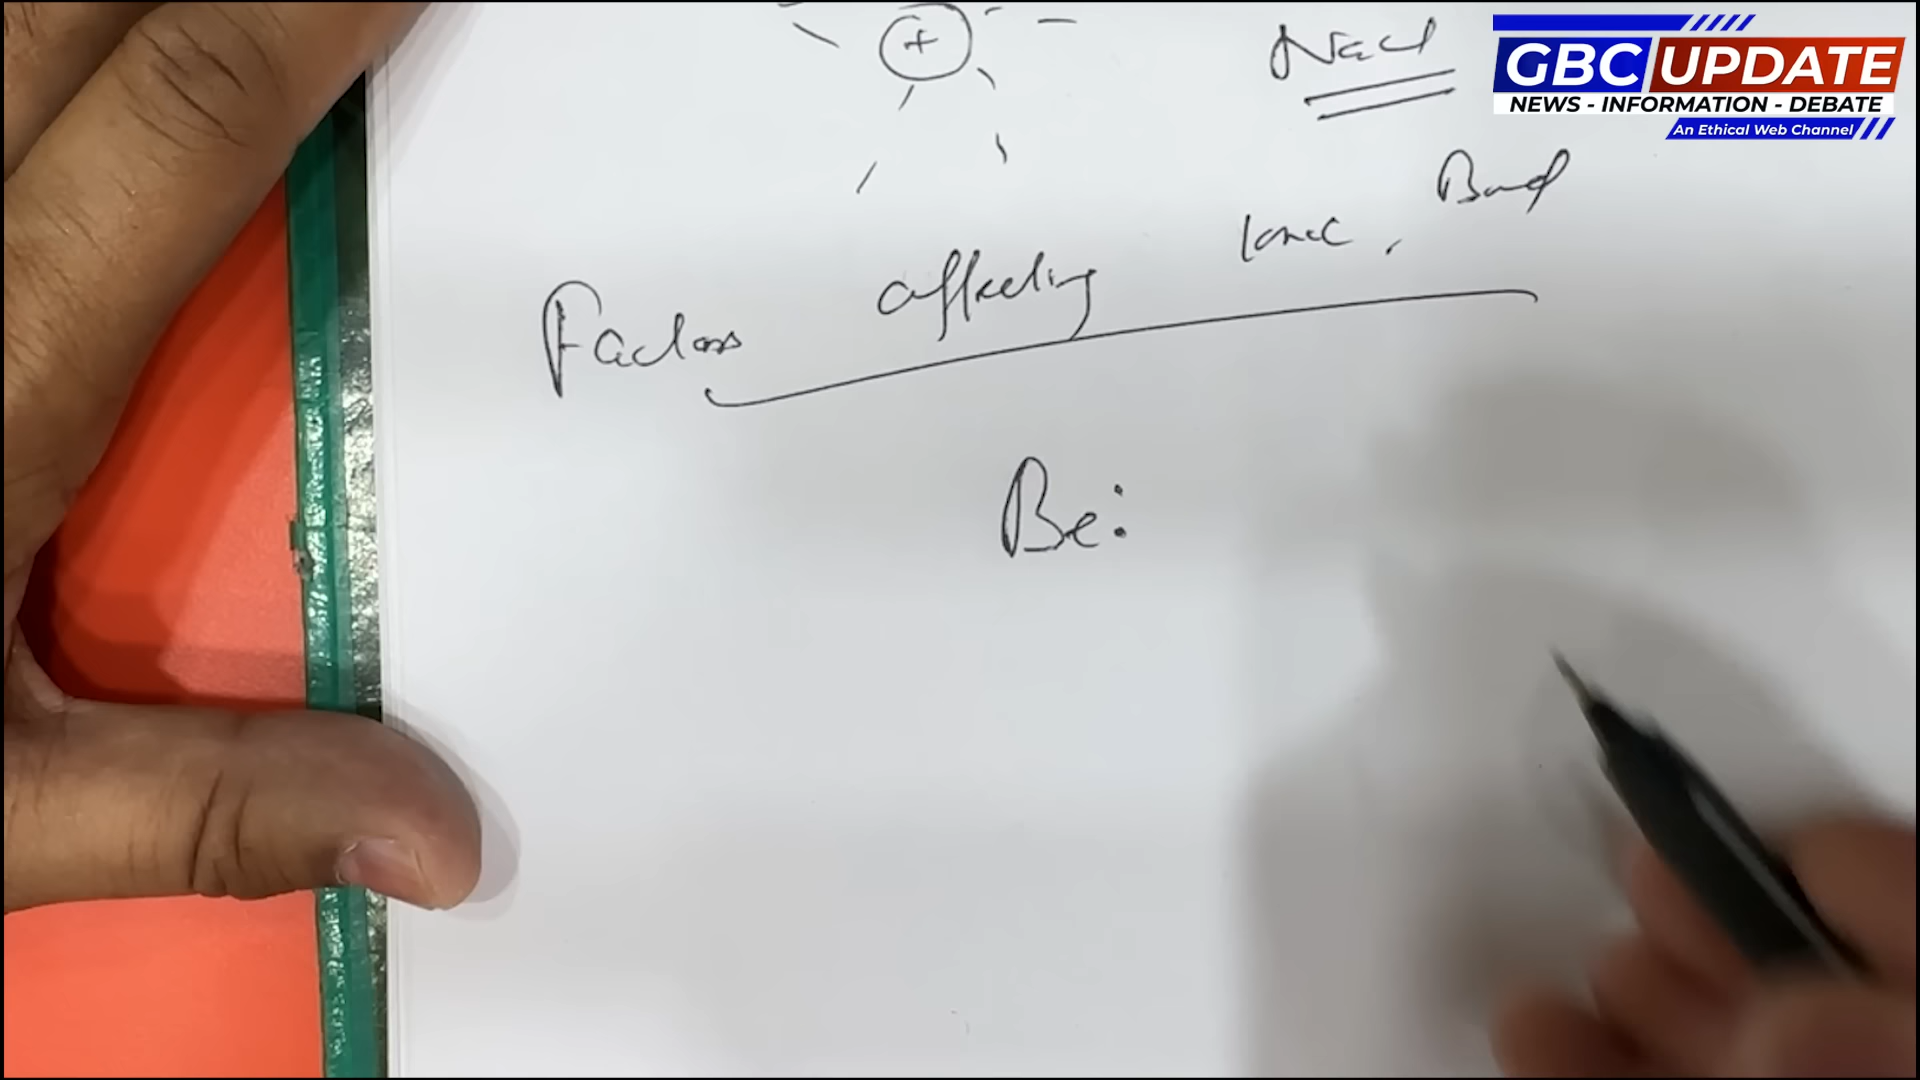 +
NaCl
GBC UPDATE
NEWS - INFORMATION - DEBATE
An Ethical Web Channel
Factors affecting Ionic Bond
Be: